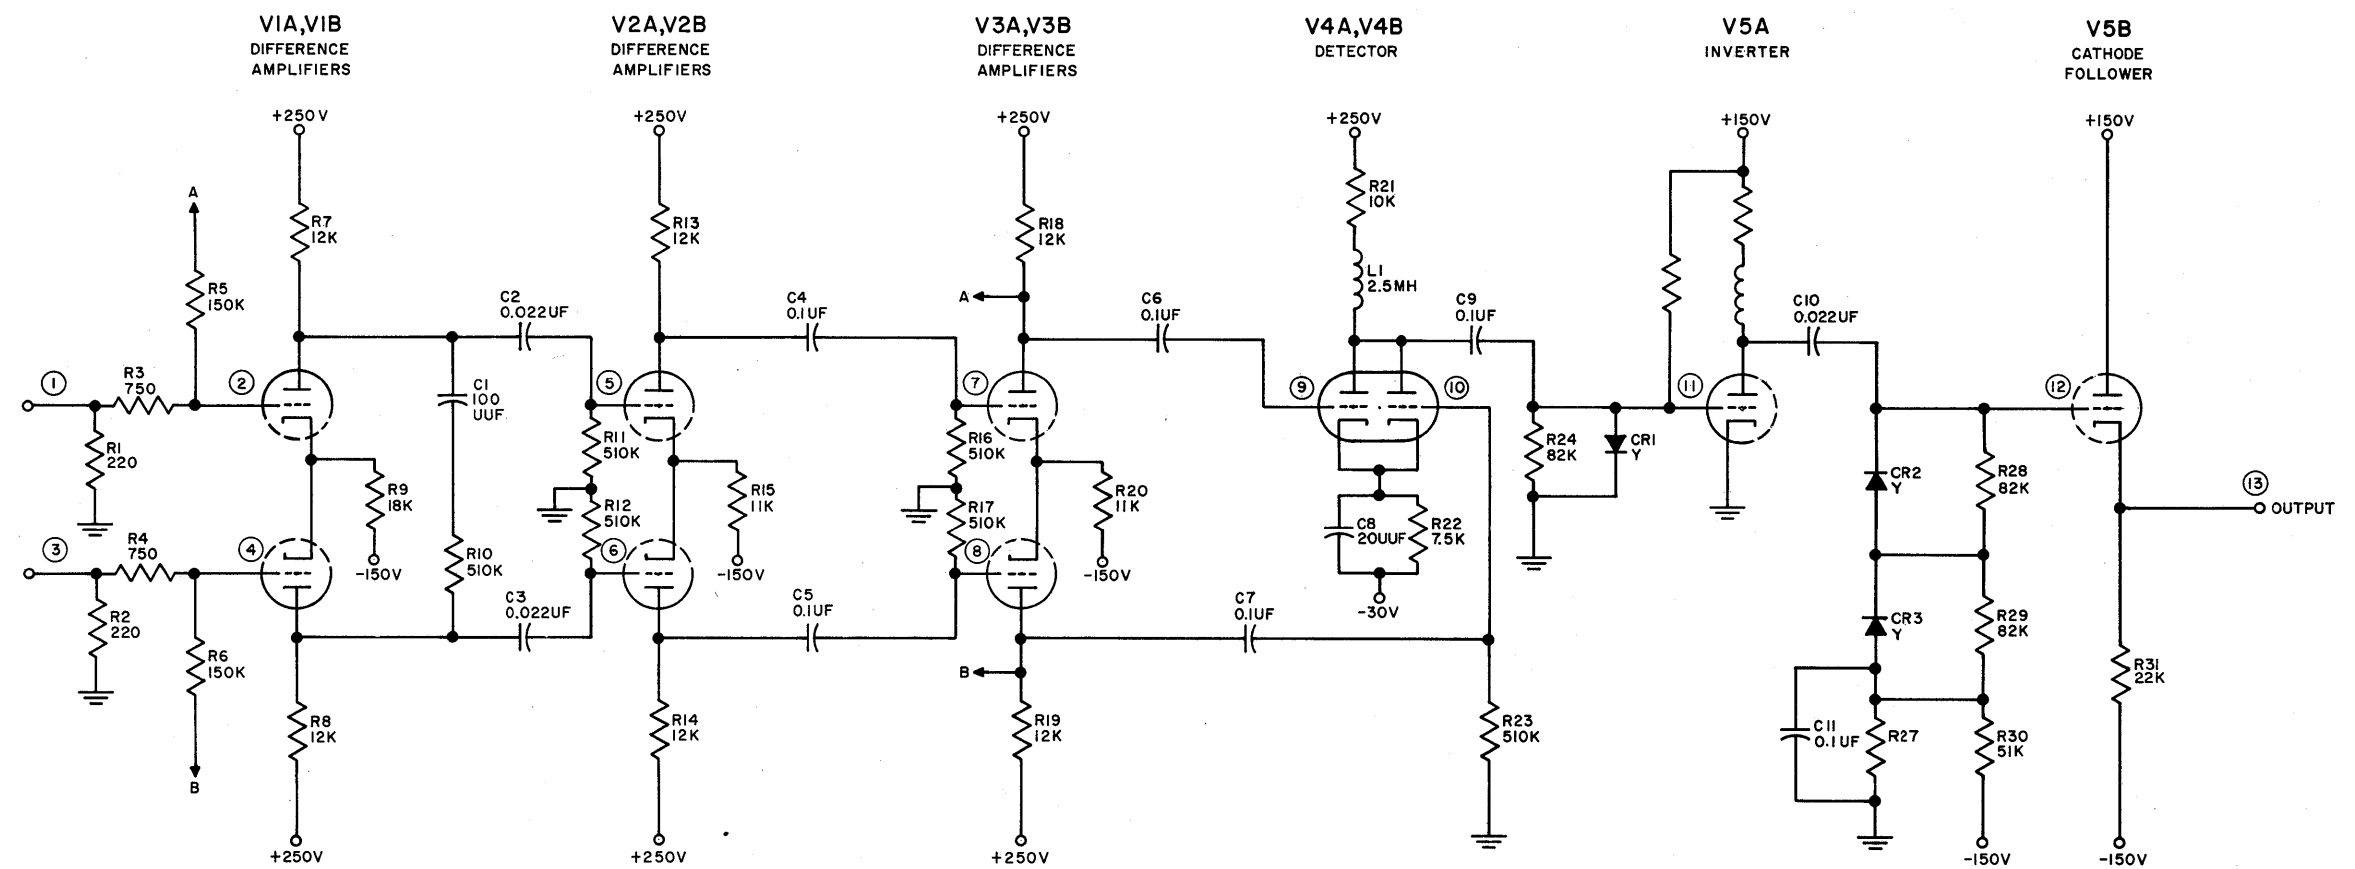 V1A,V1B
DIFFERENCE
AMPLIFIERS
V2A,V2B
DIFFERENCE
AMPLIFIERS
V3A,V3B
DIFFERENCE
AMPLIFIERS
V4A,V4B
DETECTOR
V5A
INVERTER
V5B
CATHODE
FOLLOWER
+250V
+250V
+250V
+250V
+150V
+150V
A
R5
150K
R7
12K
R13
12K
R18
12K
A
R21
10K
L1
2.5MH
C2
0.022UF
C4
0.1UF
C6
0.1UF
C9
0.1UF
C10
0.022UF
1
R3
750
2
R1
220
C1
100
UUF
5
R11
510K
R12
510K
7
R16
510K
R17
510K
9
10
11
12
R9
18K
-150V
R15
11K
-150V
R20
11K
-150V
C8
20UUF
R22
7.5K
-30V
R24
82K
CR1
Y
CR2
Y
R28
82K
13
OUTPUT
3
R4
750
4
R2
220
R10
510K
6
8
C3
0.022UF
C5
0.1UF
C7
0.1UF
CR3
Y
R29
82K
R6
150K
B
B
R8
12K
R14
12K
R19
12K
R23
510K
C11
0.1UF
R27
R30
51K
R31
22K
+250V
+250V
+250V
-150V
-150V